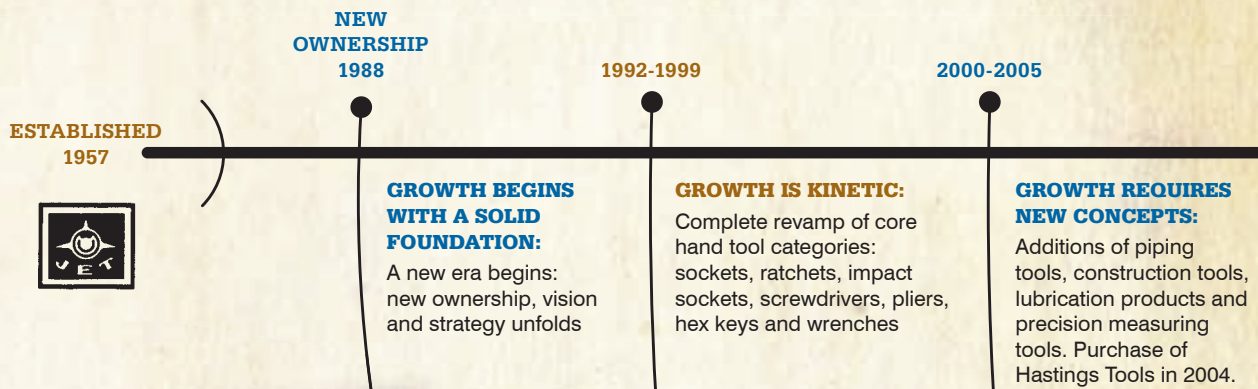 ESTABLISHED
1957
JET
NEW
OWNERSHIP
1988
GROWTH BEGINS
WITH A SOLID
FOUNDATION:
A new era begins:
new ownership, vision
and strategy unfolds
1992-1999
GROWTH IS KINETIC:
Complete revamp of core
hand tool categories:
sockets, ratchets, impact
sockets, screwdrivers, pliers,
hex keys and wrenches
2000-2005
GROWTH REQUIRES
NEW CONCEPTS:
Additions of piping
tools, construction tools,
lubrication products and
precision measuring
tools. Purchase of
Hastings Tools in 2004.